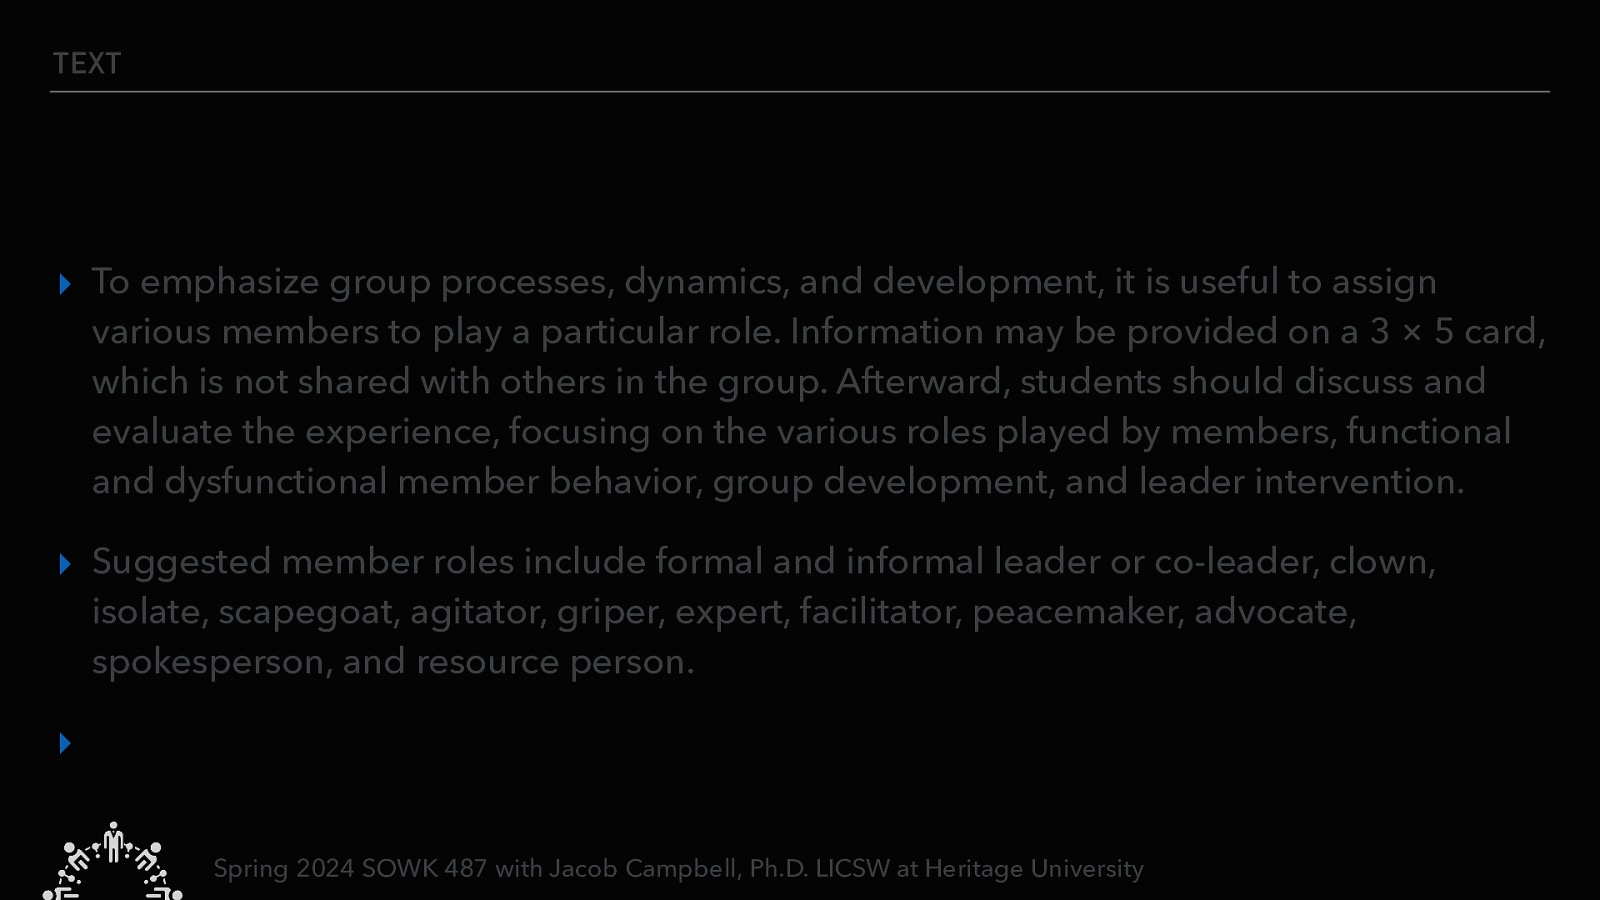 TEXT
To emphasize group processes, dynamics, and development, it is useful to assign
various members to play a particular role. Information may be provided on a 3 × 5 card,
which is not shared with others in the group. Afterward, students should discuss and
evaluate the experience, focusing on the various roles played by members, functional
and dysfunctional member behavior, group development, and leader intervention.
Suggested member roles include formal and informal leader or co-leader, clown,
isolate, scapegoat, agitator, griper, expert, facilitator, peacemaker, advocate,
spokesperson, and resource person.
Spring 2024 SOWK 487 with Jacob Campbell, Ph.D. LICSW at Heritage University